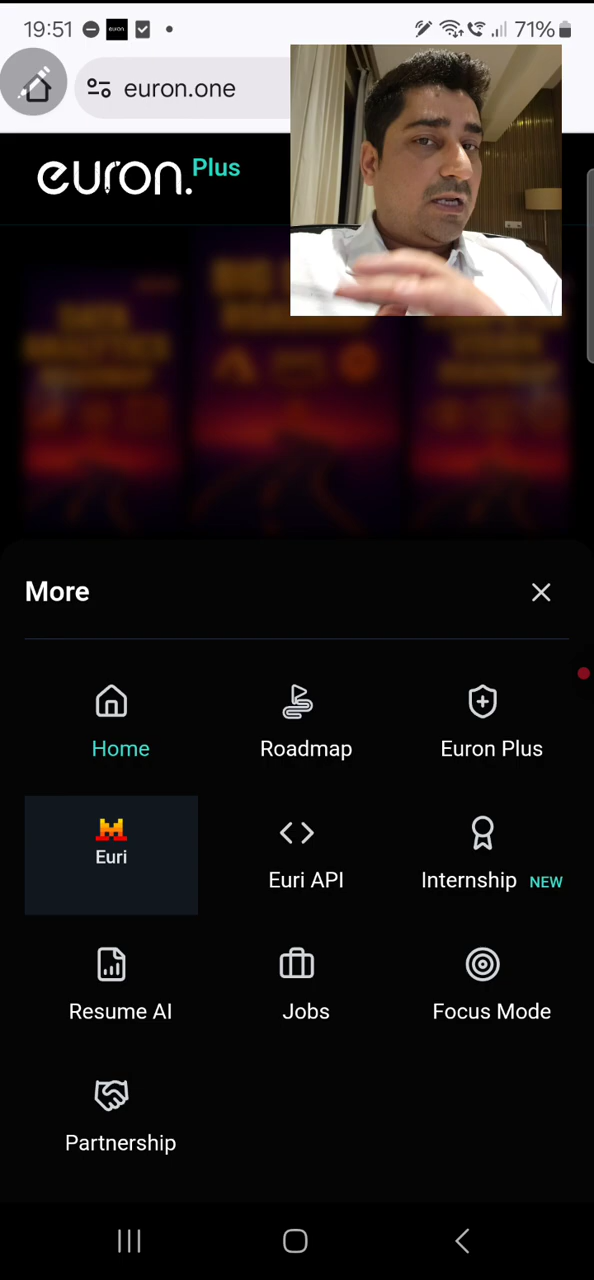 19:51
71%
euron.one
euron.Plus
More
Home
Roadmap
Euron Plus
Euri
Euri API
Internship NEW
Resume AI
Jobs
Focus Mode
Partnership